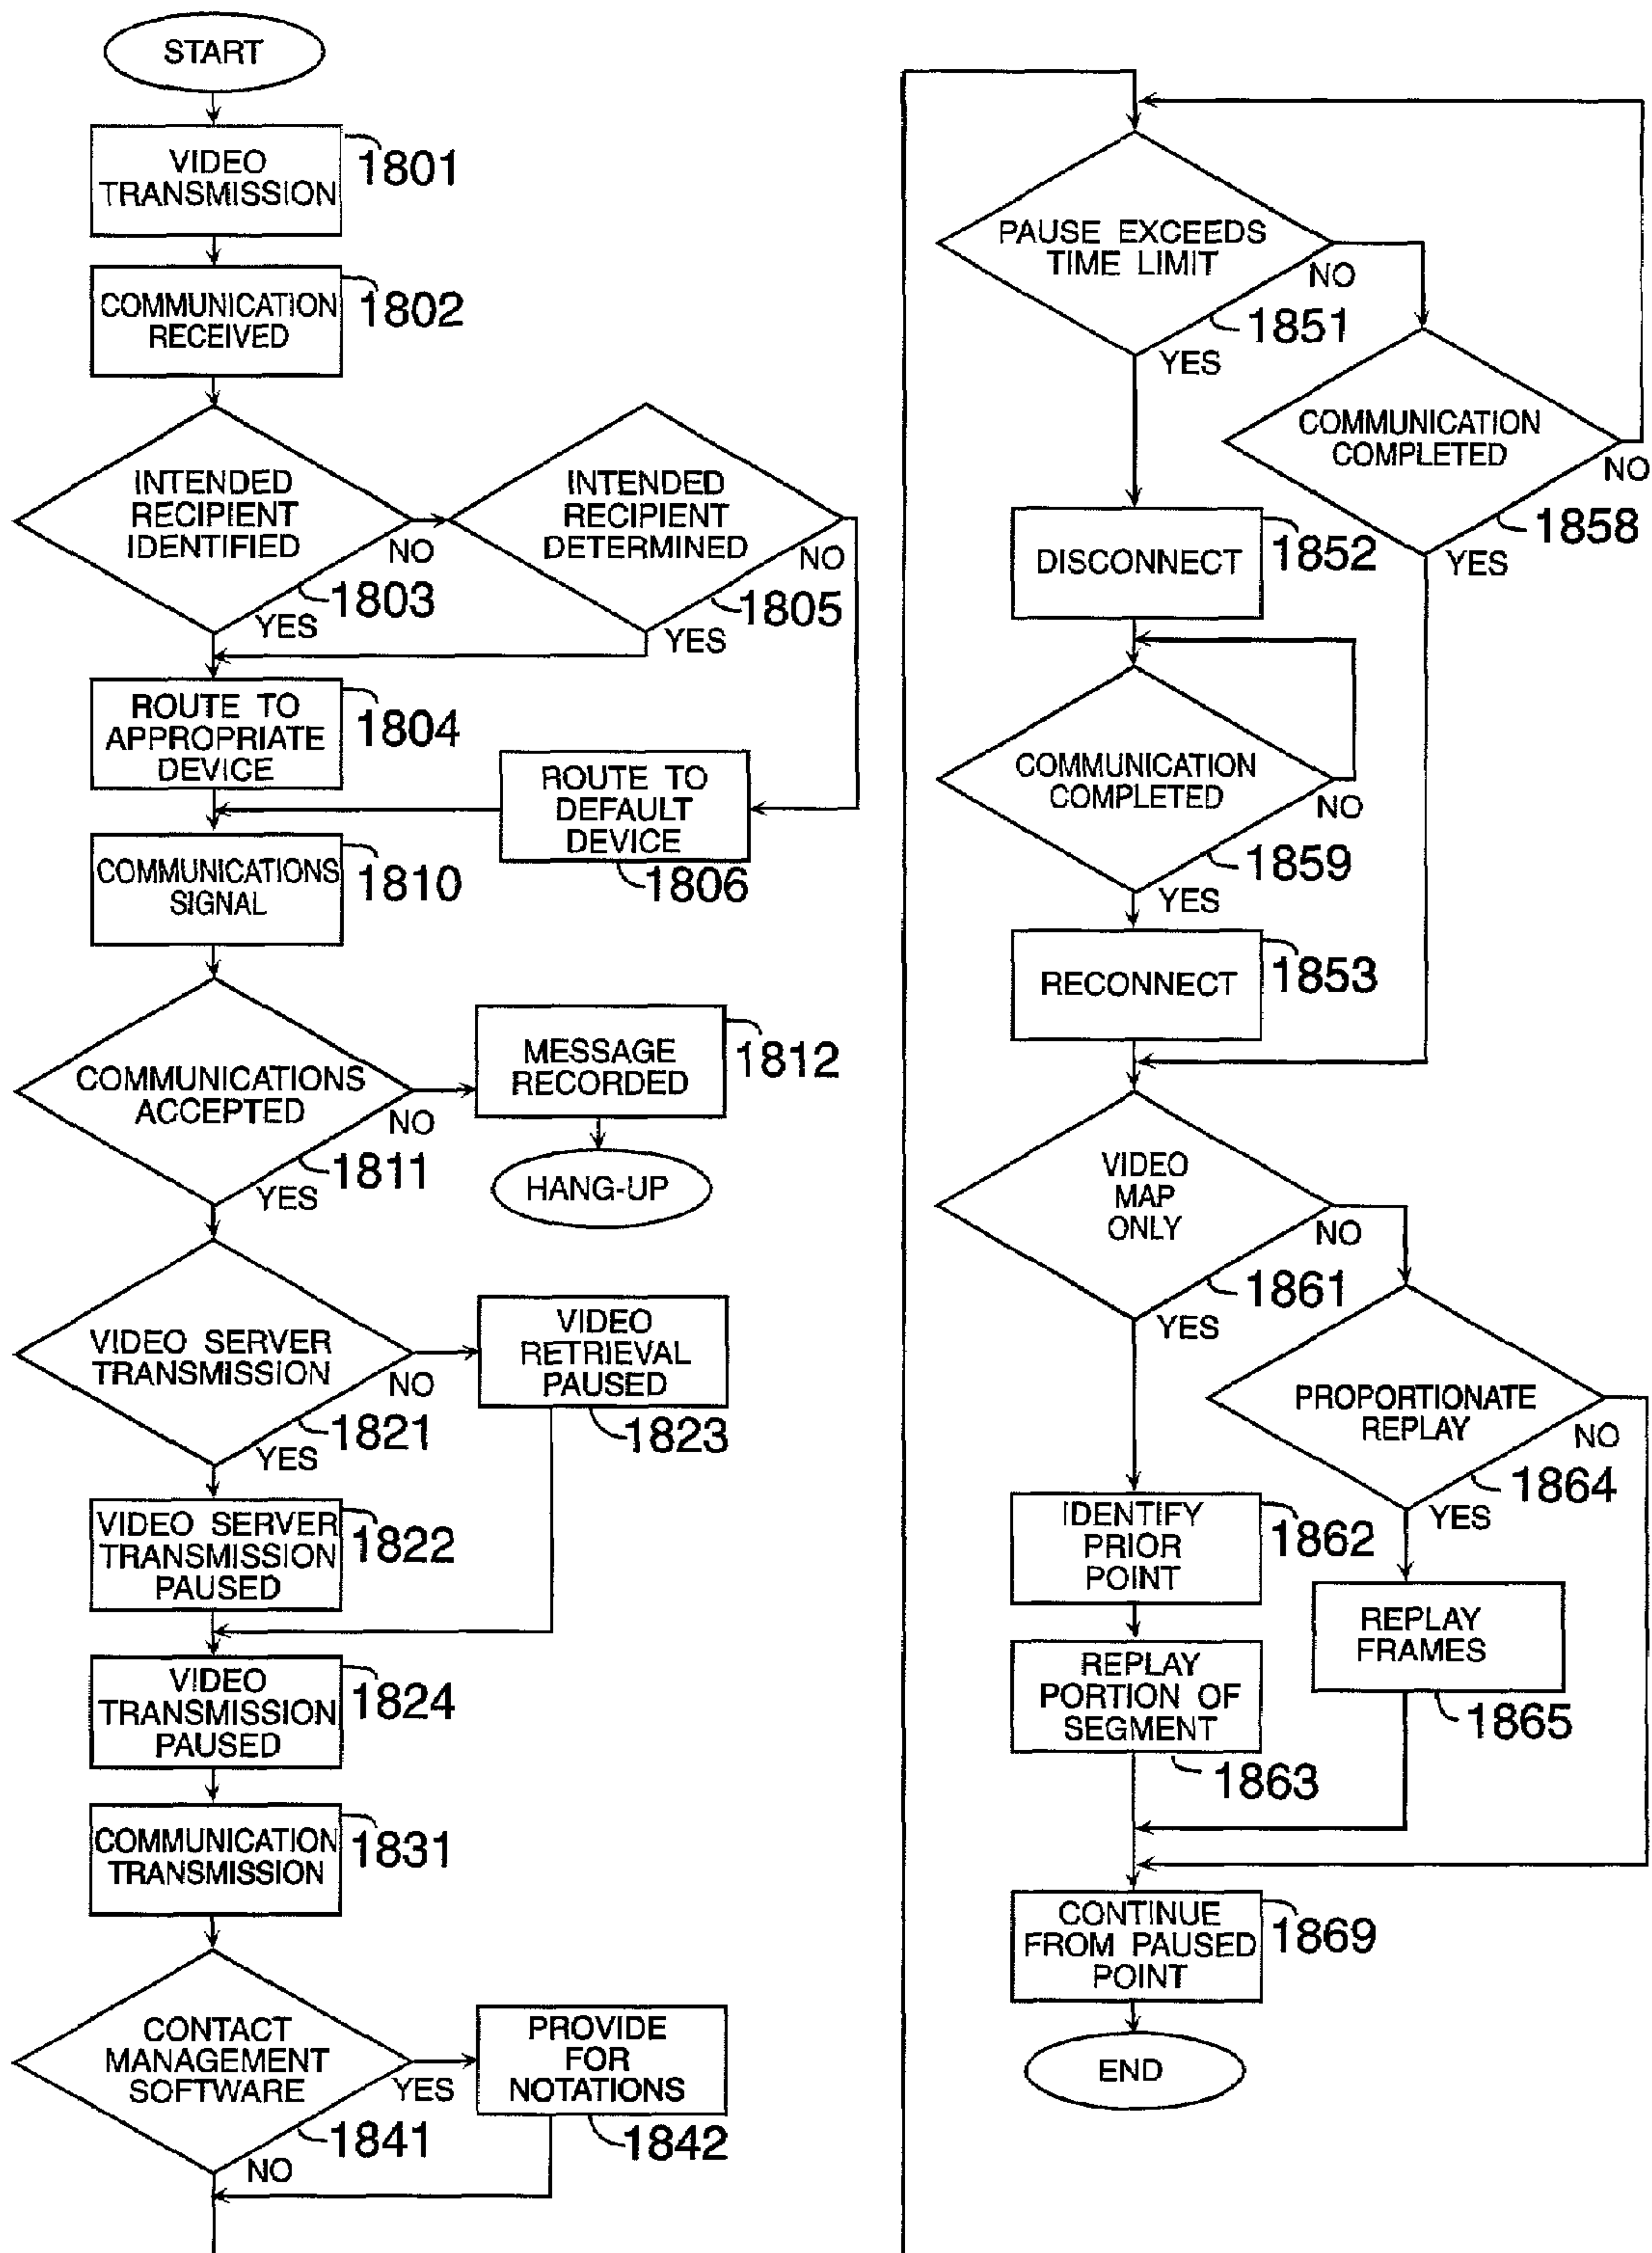 START
VIDEO
TRANSMISSION
1801
COMMUNICATION
RECEIVED
1802
INTENDED
RECIPIENT
IDENTIFIED
NO
1803
YES
INTENDED
RECIPIENT
DETERMINED
NO
1805
YES
ROUTE TO
APPROPRIATE
DEVICE
1804
ROUTE TO
DEFAULT
DEVICE
1806
COMMUNICATIONS
SIGNAL
1810
COMMUNICATIONS
ACCEPTED
NO
1811
YES
MESSAGE
RECORDED
1812
HANG-UP
VIDEO SERVER
TRANSMISSION
NO
1821
YES
VIDEO
RETRIEVAL
PAUSED
1823
VIDEO SERVER
TRANSMISSION
PAUSED
1822
VIDEO
TRANSMISSION
PAUSED
1824
COMMUNICATION
TRANSMISSION
1831
CONTACT
MANAGEMENT
SOFTWARE
YES
1841
NO
PROVIDE
FOR
NOTATIONS
1842
PAUSE EXCEEDS
TIME LIMIT
NO
1851
YES
COMMUNICATION
COMPLETED
NO
1858
YES
DISCONNECT
1852
COMMUNICATION
COMPLETED
NO
1859
YES
RECONNECT
1853
VIDEO
MAP
ONLY
NO
1861
YES
PROPORTIONATE
REPLAY
NO
1864
YES
IDENTIFY
PRIOR
POINT
1862
REPLAY
FRAMES
1865
REPLAY
PORTION OF
SEGMENT
1863
CONTINUE
FROM PAUSED
POINT
1869
END